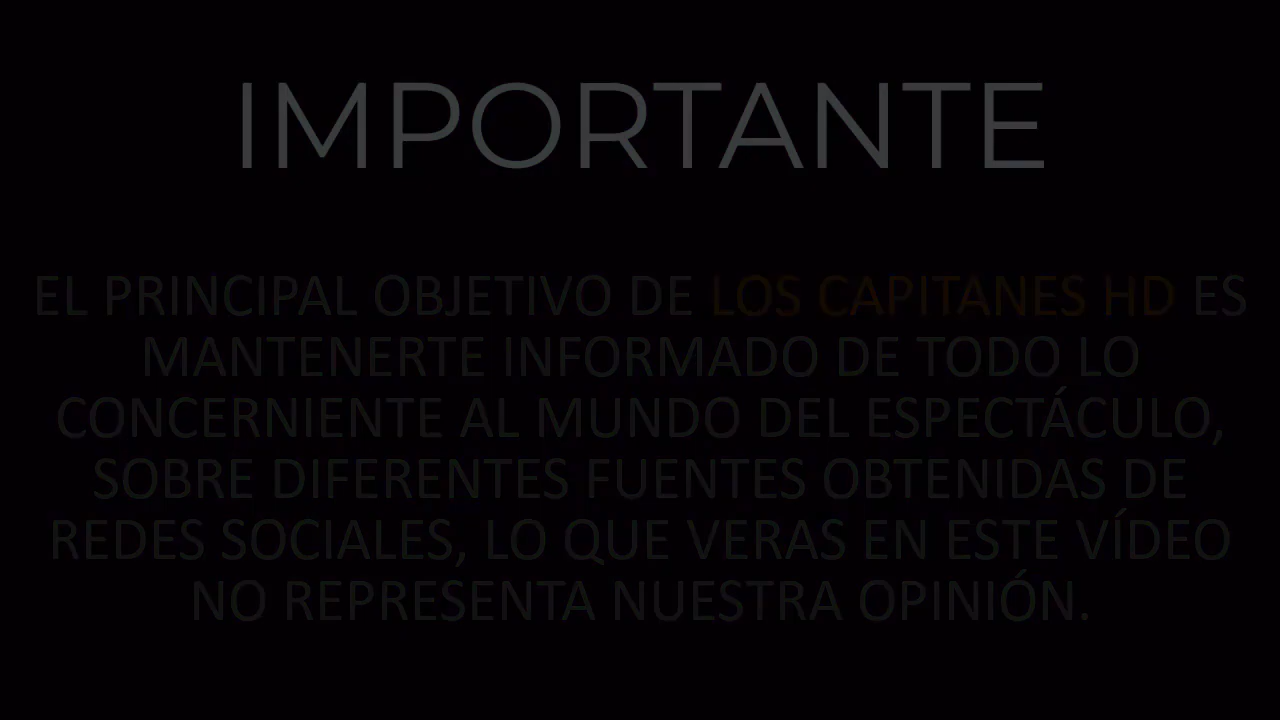 IMPORTANTE
EL PRINCIPAL OBJETIVO DE LOS CAPITANES HD ES
MANTENERTE INFORMADO DE TODO LO
CONCERNIENTE AL MUNDO DEL ESPECTÁCULO,
SOBRE DIFERENTES FUENTES OBTENIDAS DE
REDES SOCIALES, LO QUE VERAS EN ESTE VÍDEO
NO REPRESENTA NUESTRA OPINIÓN.